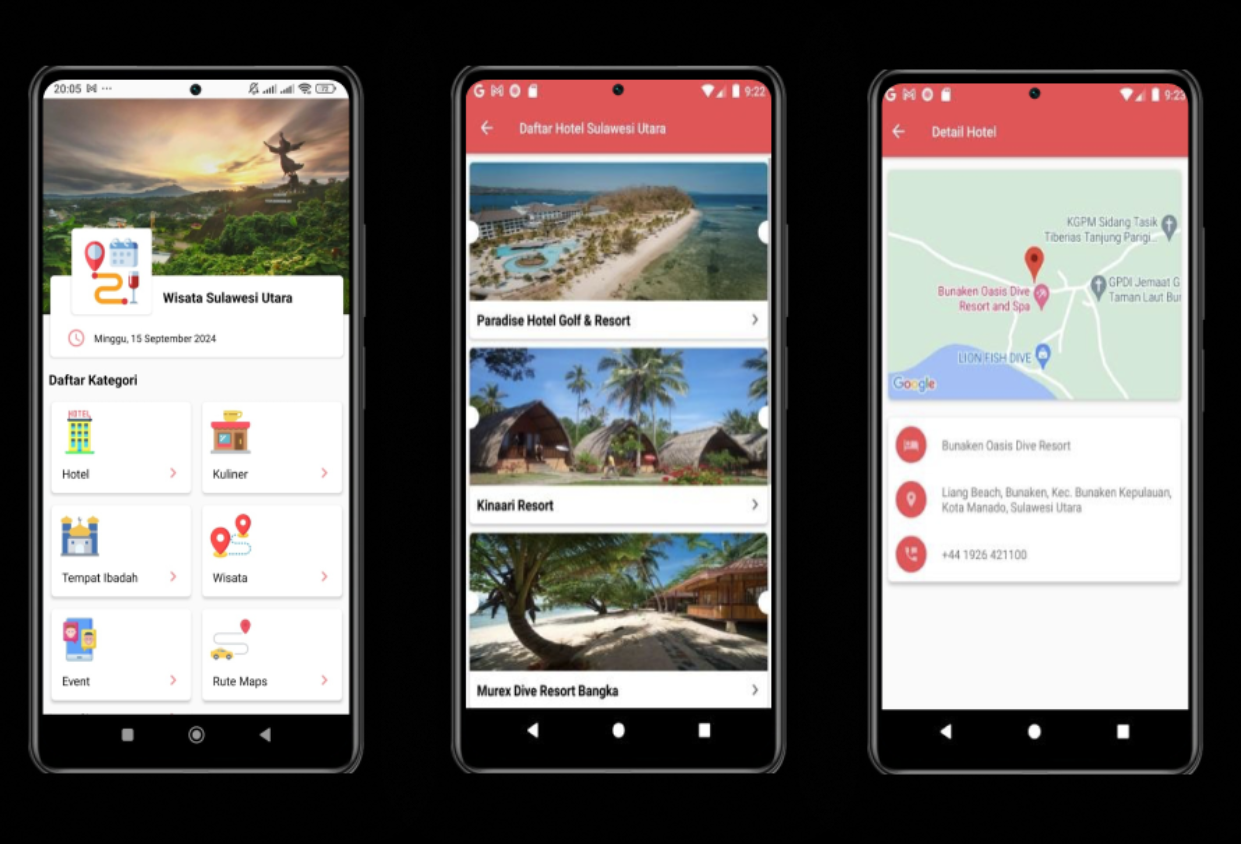 20:05
Wisata Sulawesi Utara
Minggu, 15 September 2024
Daftar Kategori
HOTEL
Hotel
Kuliner
Tempat Ibadah
Wisata
Event
Rute Maps
9:22
Daftar Hotel Sulawesi Utara
Paradise Hotel Golf & Resort
Kinaari Resort
Murex Dive Resort Bangka
9:23
Detail Hotel
KGPM Sidang Tasik
Tiberias Tanjung Parigi...
Bunaken Oasis Dive
Resort and Spa
GPDI Jemaat G
Taman Laut Bun
LION FISH DIVE
Google
Bunaken Oasis Dive Resort
Liang Beach, Bunaken, Kec. Bunaken Kepulauan,
Kota Manado, Sulawesi Utara
+44 1926 421100